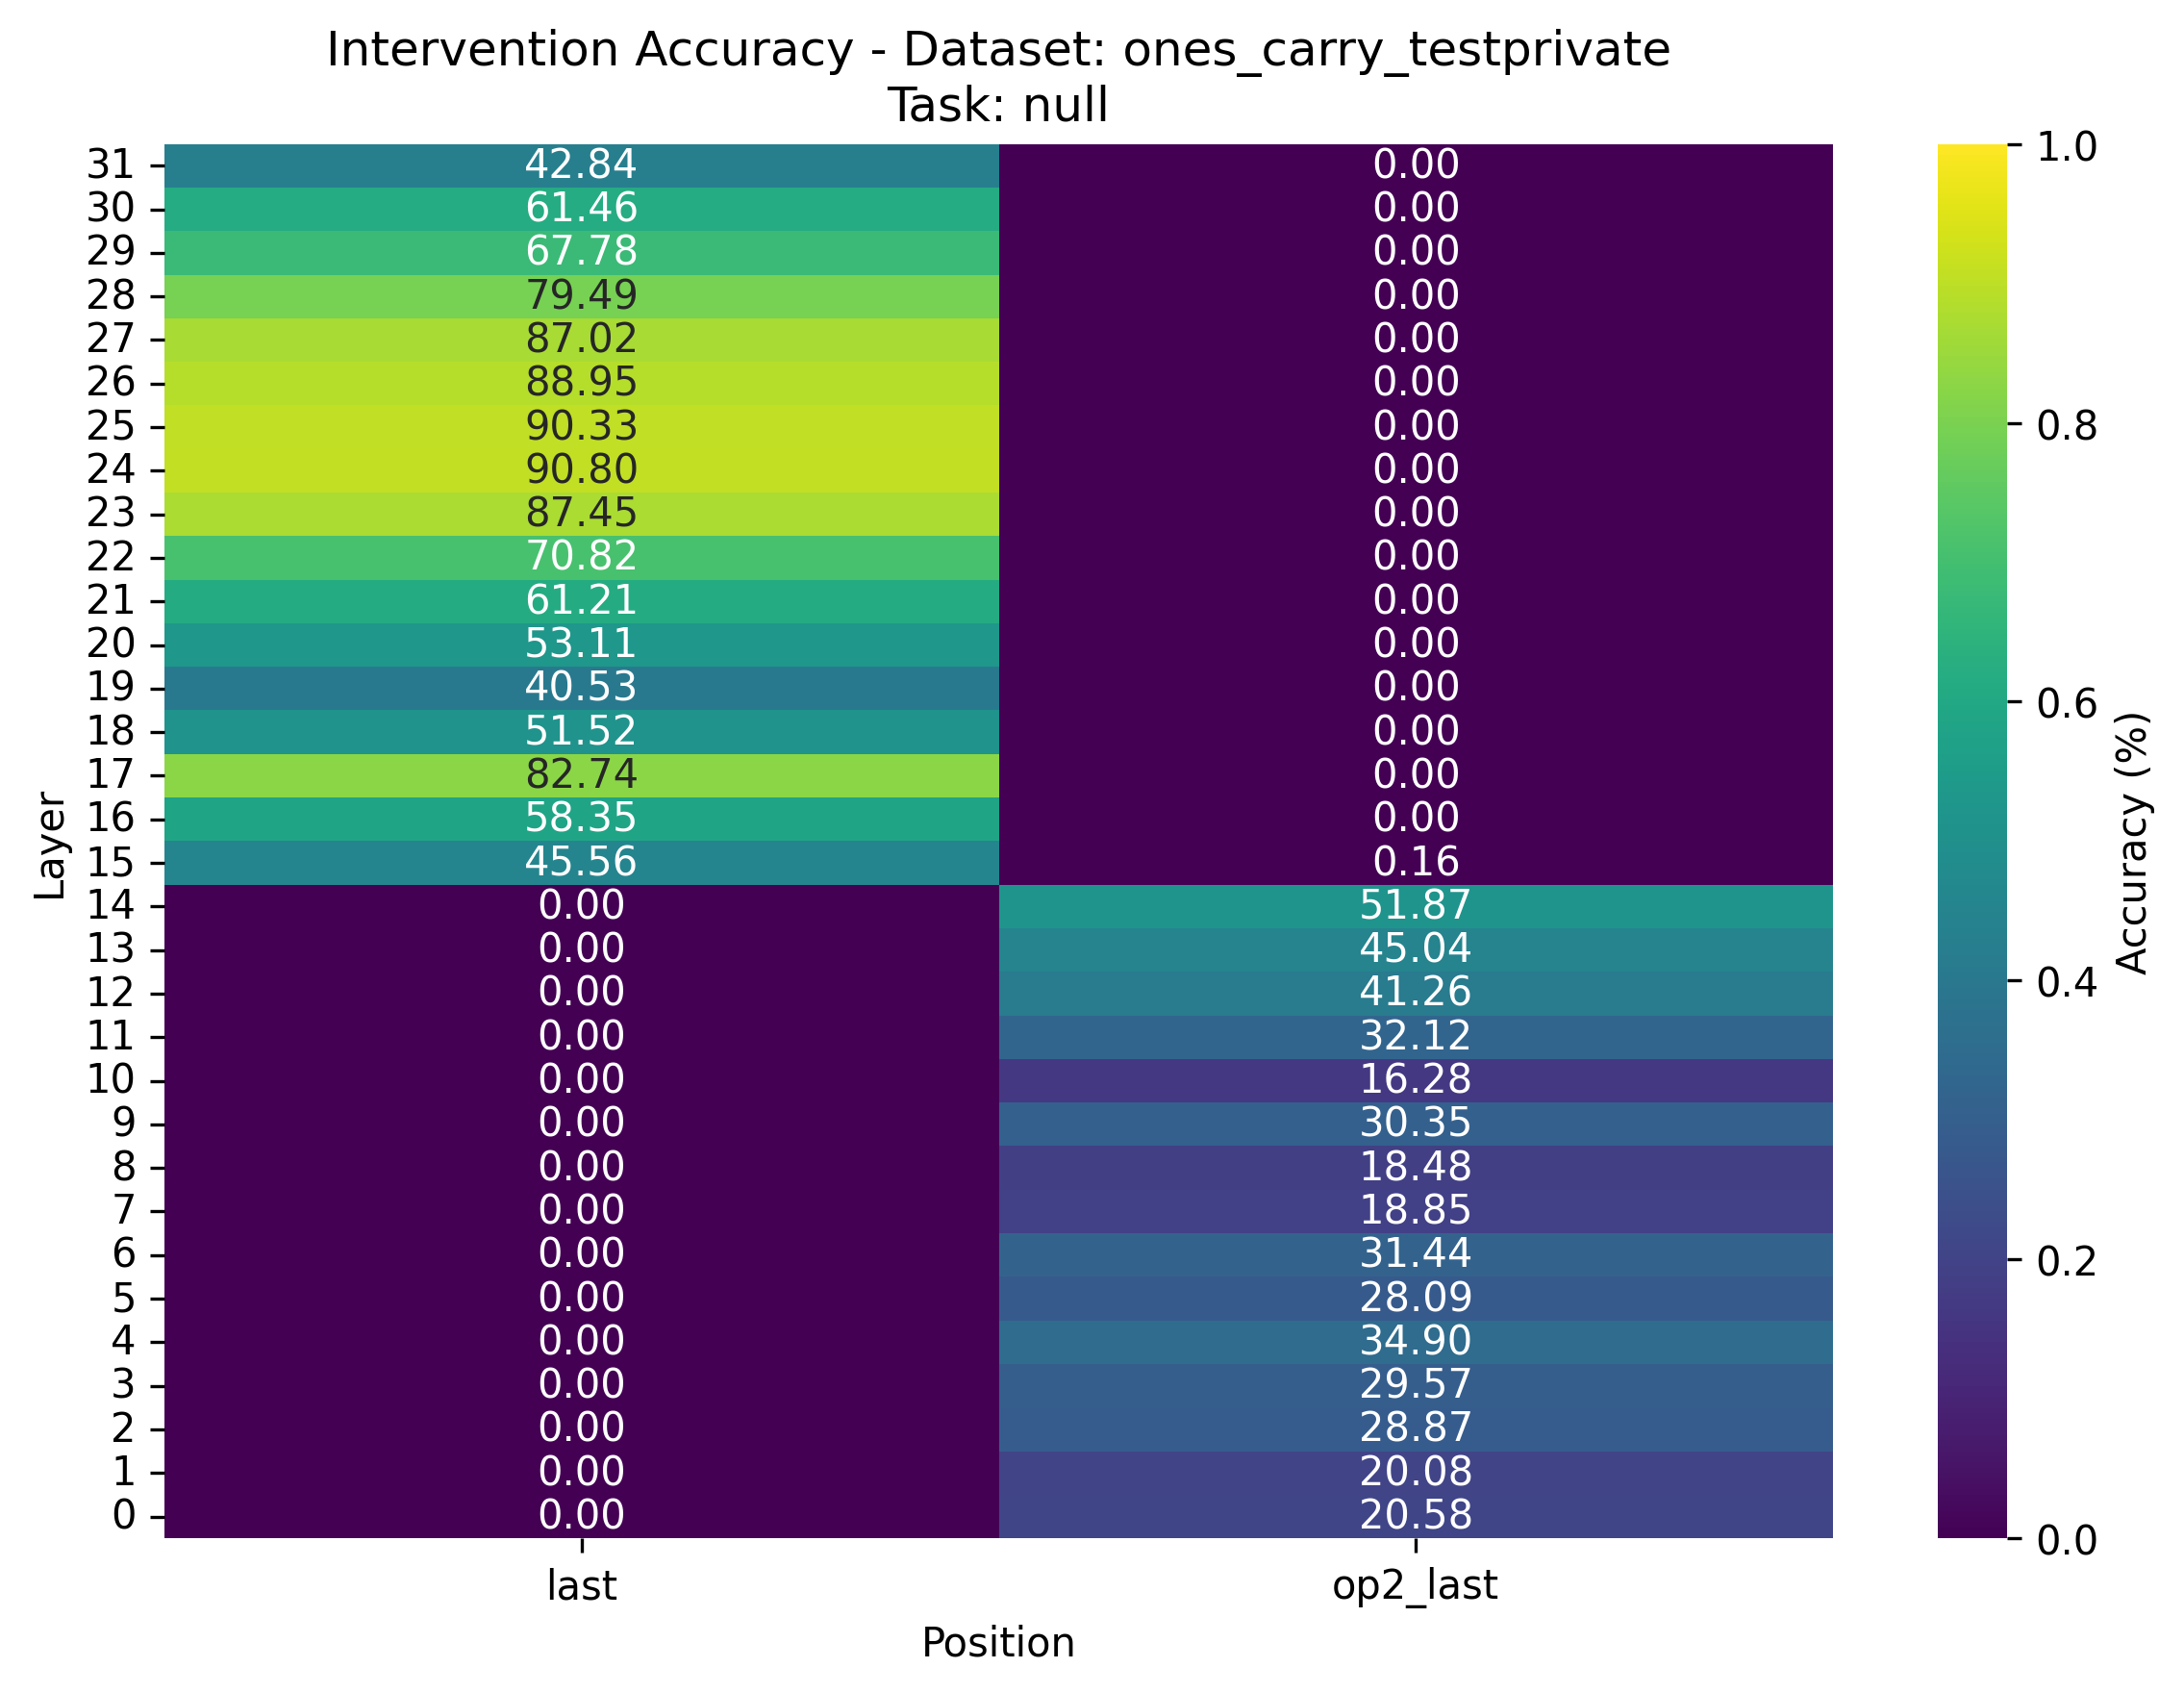 Intervention Accuracy - Dataset: ones_carry_testprivate
Task: null
31 42.84 0.00
30 61.46 0.00
29 67.78 0.00
28 79.49 0.00
27 87.02 0.00
26 88.95 0.00
25 90.33 0.00
24 90.80 0.00
23 87.45 0.00
22 70.82 0.00
21 61.21 0.00
20 53.11 0.00
19 40.53 0.00
18 51.52 0.00
17 82.74 0.00
16 58.35 0.00
15 45.56 0.16
14 0.00 51.87
13 0.00 45.04
12 0.00 41.26
11 0.00 32.12
10 0.00 16.28
9 0.00 30.35
8 0.00 18.48
7 0.00 18.85
6 0.00 31.44
5 0.00 28.09
4 0.00 34.90
3 0.00 29.57
2 0.00 28.87
1 0.00 20.08
0 0.00 20.58
last op2_last
Position
Layer
1.0
0.8
0.6
0.4
0.2
0.0
Accuracy (%)